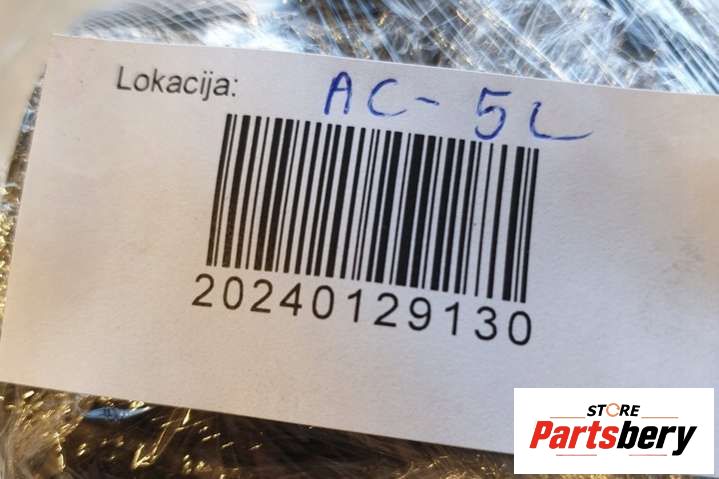 Lokacija: AC-5L
20240129130
STORE
Partsbery